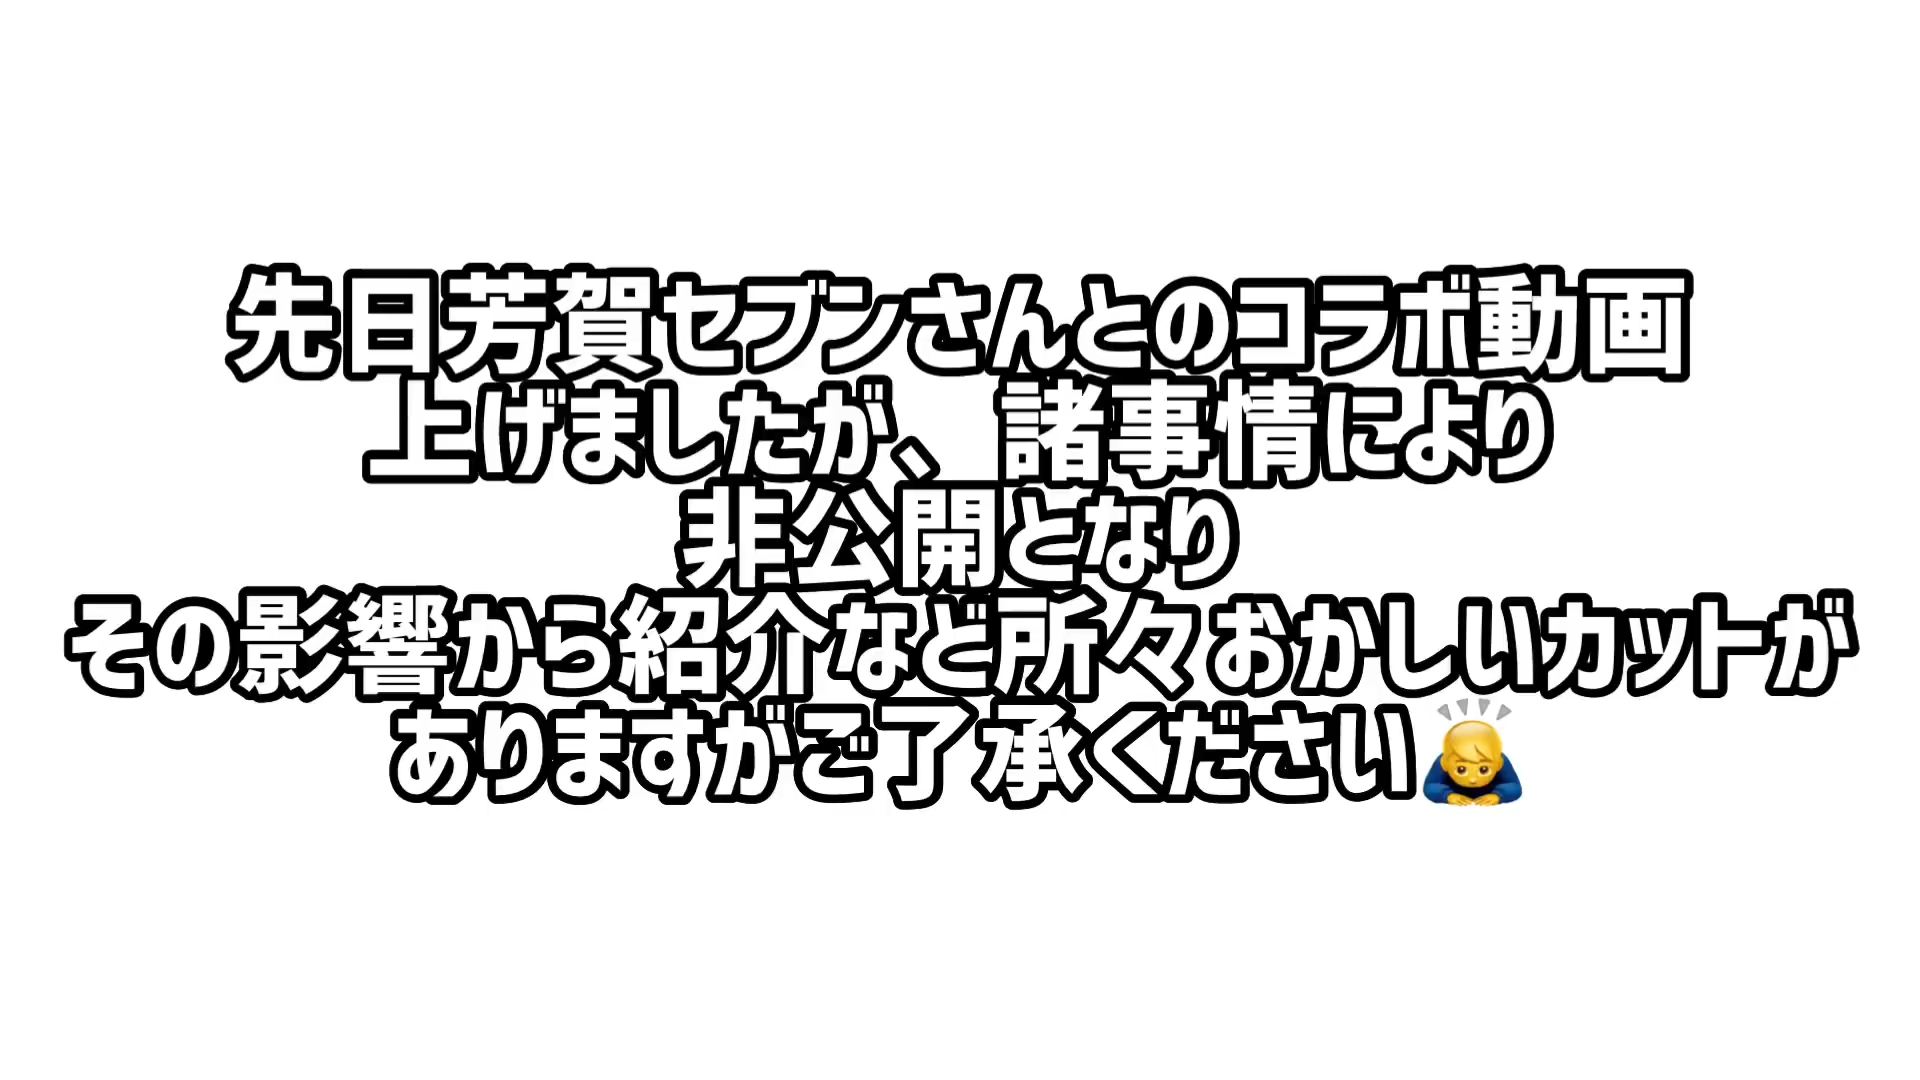 先日芳賀セブンさんとのコラボ動画
上げましたが、諸事情により
非公開となり
その影響から紹介など所々おかしいカットが
ありますがご了承ください🙇‍♂️